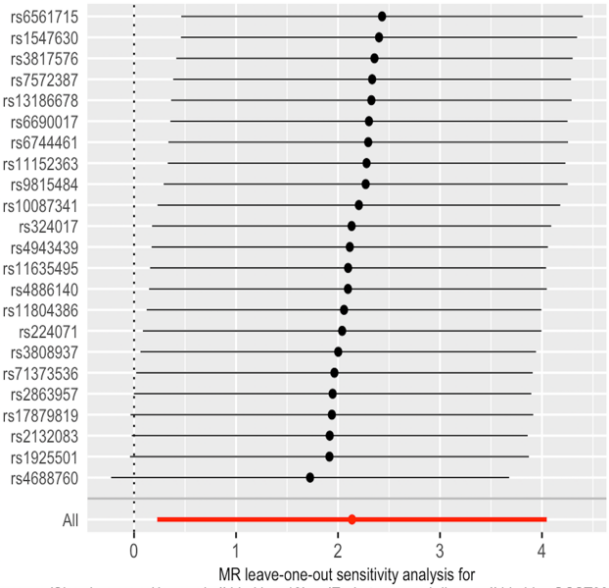 rs6561715
rs1547630
rs3817576
rs7572387
rs13186678
rs6690017
rs6744461
rs11152363
rs9815484
rs10087341
rs324017
rs4943439
rs11635495
rs4886140
rs11804386
rs224071
rs3808937
rs71373536
rs2863957
rs17879819
rs2132083
rs1925501
rs4688760
All
0 1 2 3 4
MR leave-one-out sensitivity analysis for